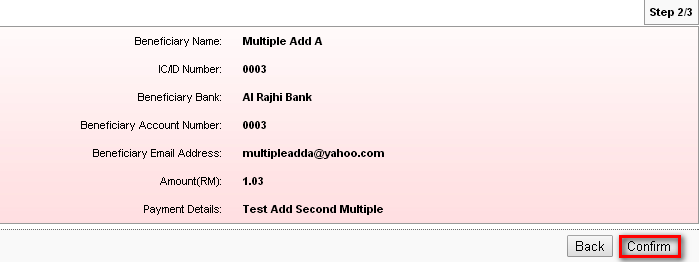 Step 2/3
Beneficiary Name: Multiple Add A
IC/ID Number: 0003
Beneficiary Bank: Al Rajhi Bank
Beneficiary Account Number: 0003
Beneficiary Email Address: multipleadda@yahoo.com
Amount(RM): 1.03
Payment Details: Test Add Second Multiple
Back Confirm